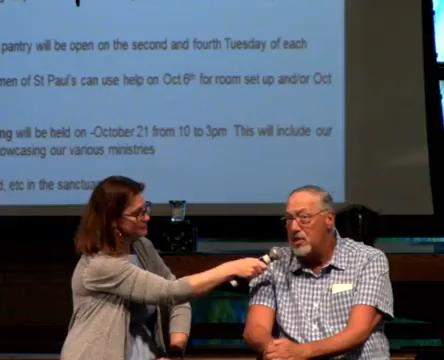 pantry will be open on the second and fourth Tuesday of each
men of St Paul's can use help on Oct 6th for room set up and/or Oct
ng will be held on -October 21 from 10 to 3pm This will include our
owcasing our various ministries
d, etc in the sanctuary